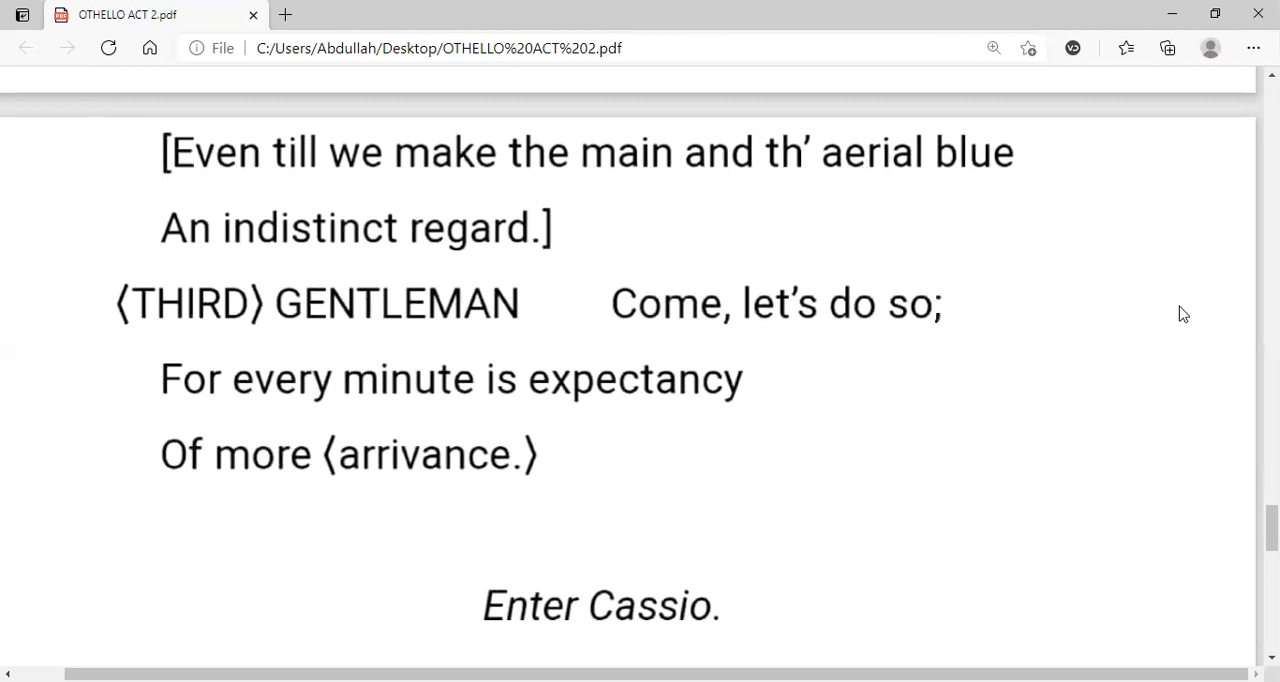 OTHELLO ACT 2.pdf
File
C:/Users/Abdullah/Desktop/OTHELLO%20ACT%202.pdf
[Even till we make the main and th’ aerial blue
An indistinct regard.]
⟨THIRD⟩ GENTLEMAN Come, let’s do so;
For every minute is expectancy
Of more ⟨arrivance.⟩
Enter Cassio.